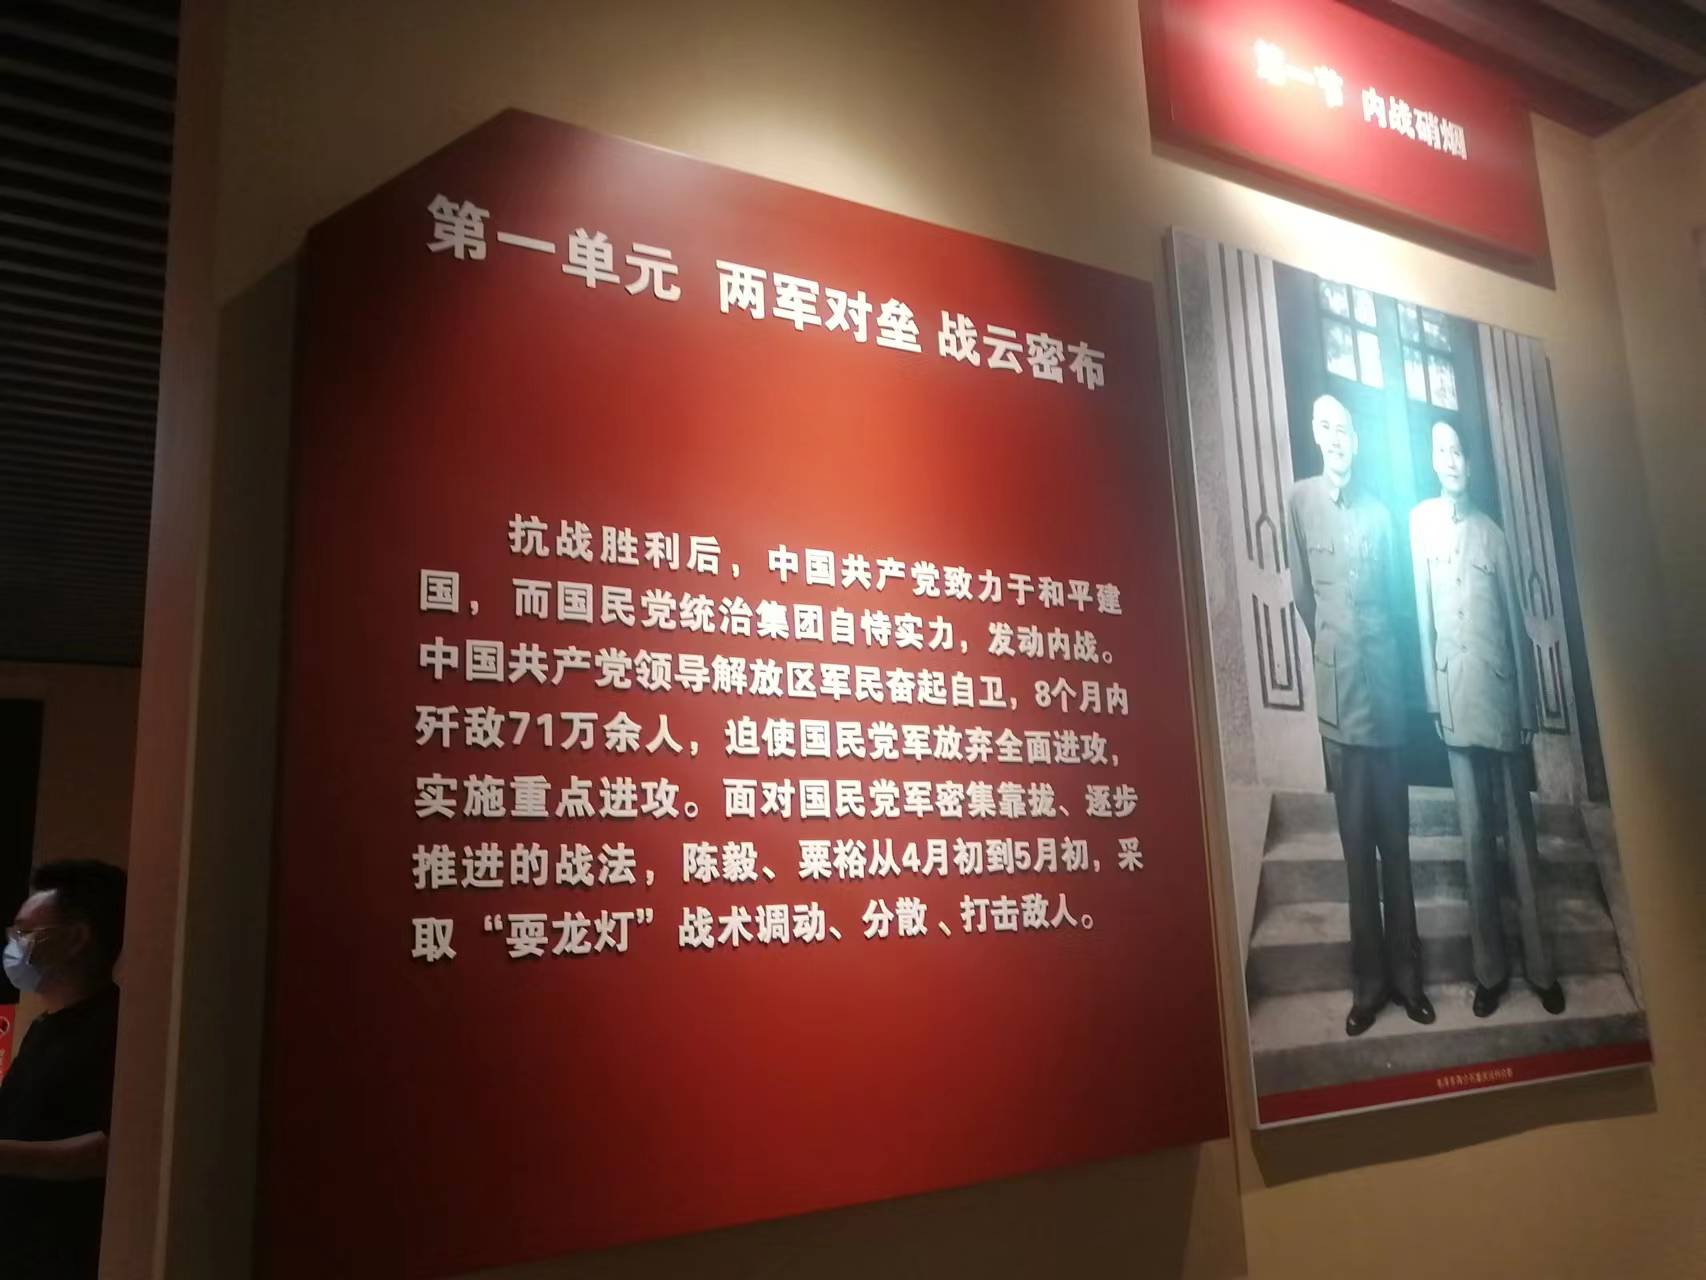 第一单元 两军对垒 战云密布
抗战胜利后，中国共产党致力于和平建
国，而国民党统治集团自恃实力，发动内战。
中国共产党领导解放区军民奋起自卫，8个月内
歼敌71万余人，迫使国民党军放弃全面进攻，
实施重点进攻。面对国民党军密集靠拢、逐步
推进的战法，陈毅、粟裕从4月初到5月初，采
取“耍龙灯”战术调动、分散、打击敌人。
第一节 内战硝烟